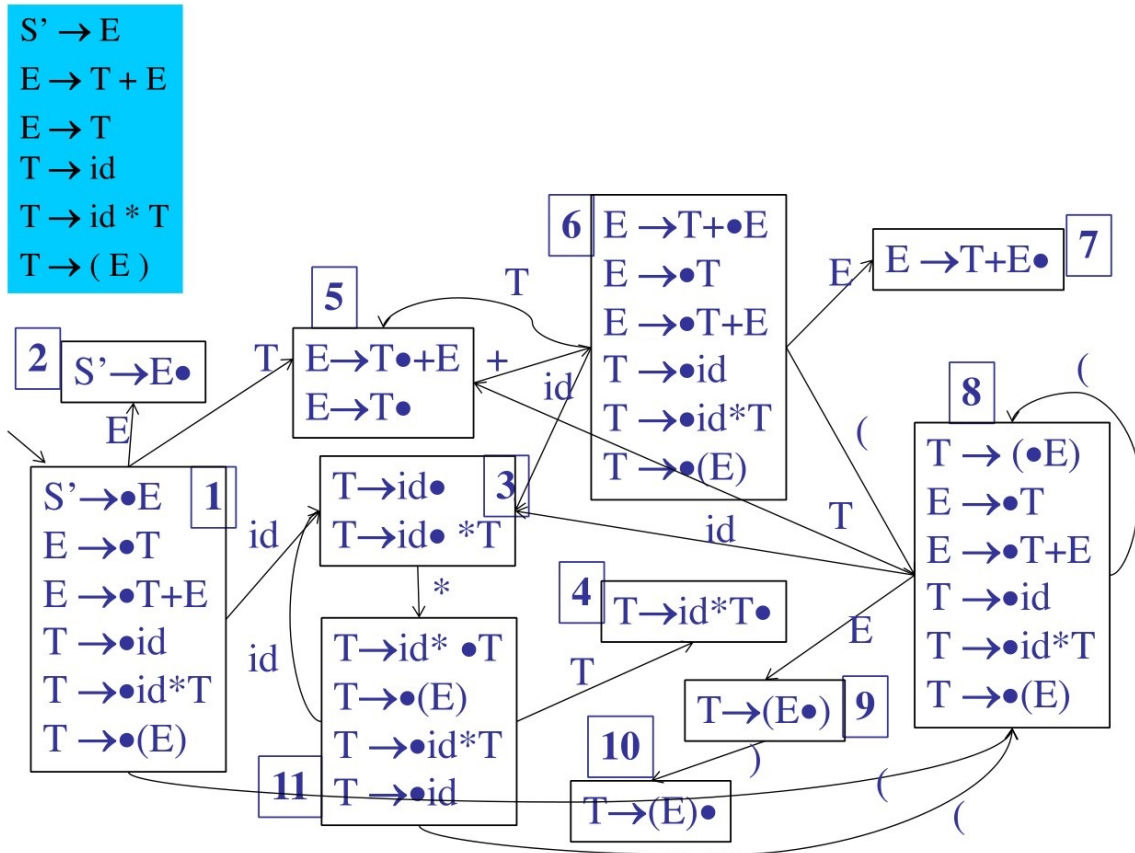 S’ → E
E → T + E
E → T
T → id
T → id * T
T → ( E )
2
S’→E●
E
1
S’→●E
E →●T
E →●T+E
T →●id
T →●id*T
T →●(E)
T
id
5
E→T●+E
E→T●
T
+
id
3
T→id●
T→id● *T
*
id
11
T→id* ●T
T→●(E)
T →●id*T
T →●id
T
4
T→id*T●
6
E →T+●E
E →●T
E →●T+E
T →●id
T →●id*T
T →●(E)
E
7
E →T+E●
(
T
id
E
8
T → (●E)
E →●T
E →●T+E
T →●id
T →●id*T
T →●(E)
(
9
T→(E●)
)
10
T→(E)●
(
(